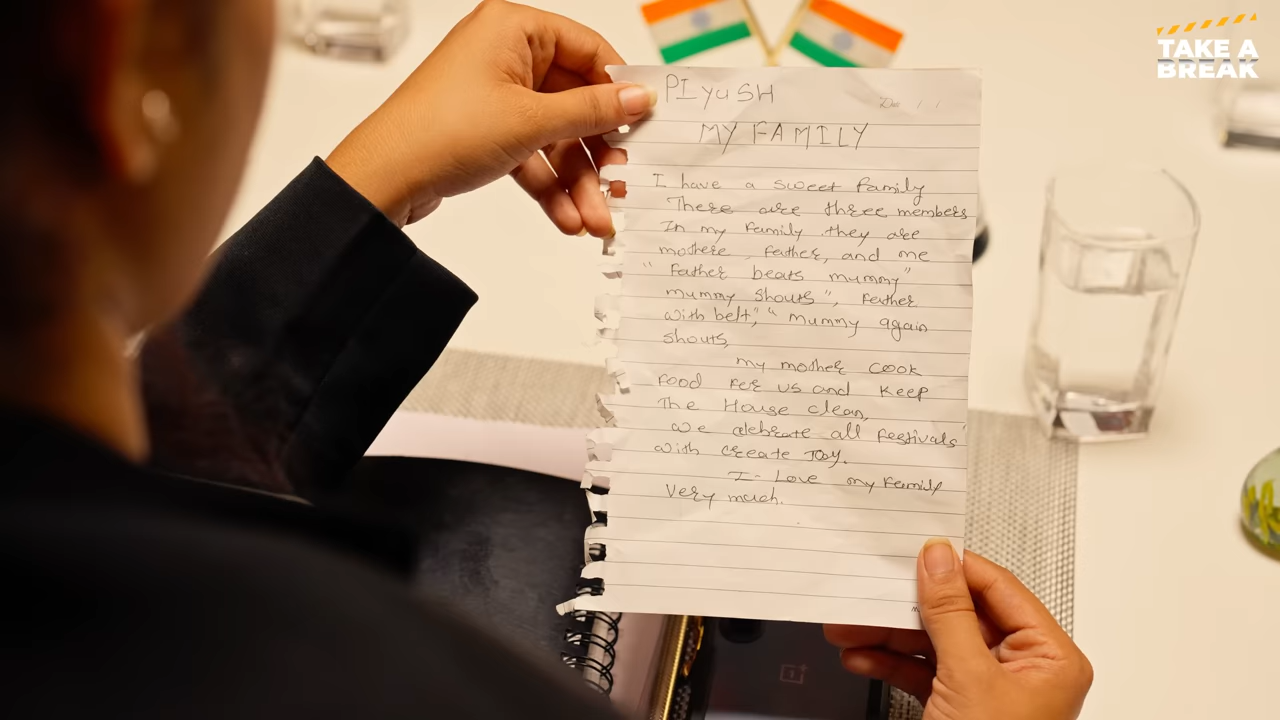 TAKE A
BREAK
PIyuSH
MY FAMILY
I have a sweet family
There are three members
In my family they are
mothere, father, and me
" Father beats mummy"
mummy shouts", father
with belt," " mummy again
shouts,
my mother cook
food fer us and keep
The House clean,
we celebrate all festivals
with create Joy.
I- Love my family
very much.